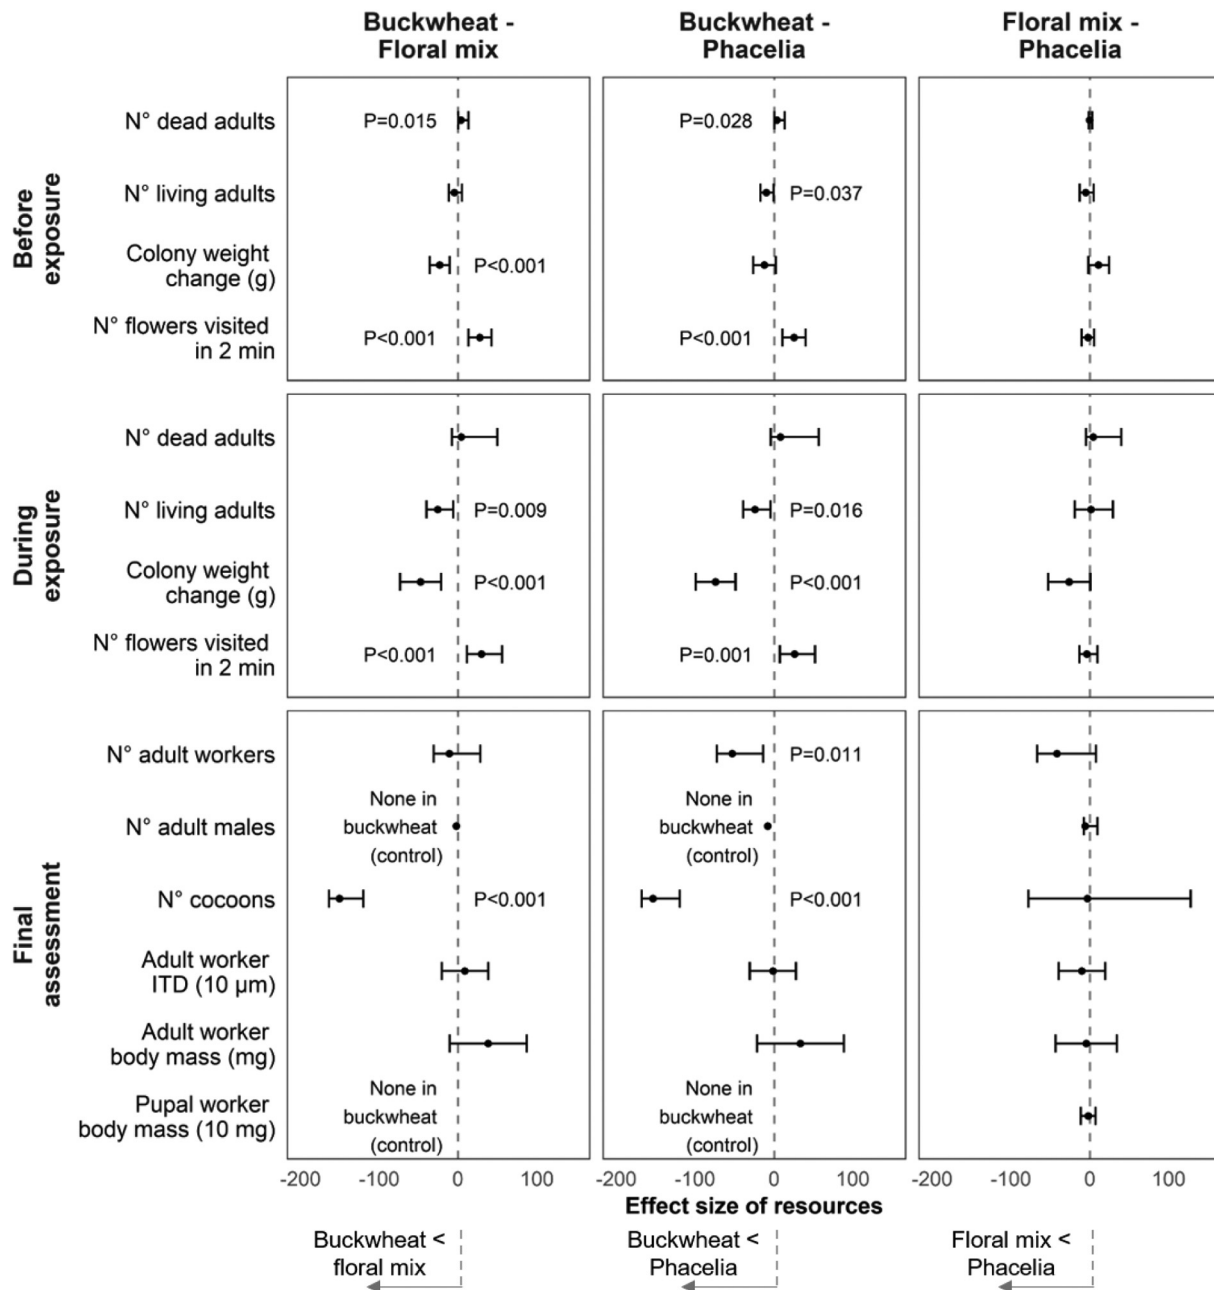 Buckwheat -
Floral mix
Buckwheat -
Phacelia
Floral mix -
Phacelia
Before
exposure
N° dead adults
P=0.015
P=0.028
N° living adults
P=0.037
Colony weight
change (g)
P<0.001
N° flowers visited
in 2 min
P<0.001
P<0.001
During
exposure
N° dead adults
N° living adults
P=0.009
P=0.016
Colony weight
change (g)
P<0.001
P<0.001
N° flowers visited
in 2 min
P<0.001
P=0.001
Final
assessment
N° adult workers
P=0.011
N° adult males
None in
buckwheat
(control)
None in
buckwheat
(control)
N° cocoons
P<0.001
P<0.001
Adult worker
ITD (10 µm)
Adult worker
body mass (mg)
Pupal worker
body mass (10 mg)
None in
buckwheat
(control)
None in
buckwheat
(control)
-200 -100 0 100
-200 -100 0 100
-200 -100 0 100
Effect size of resources
Buckwheat <
floral mix
Buckwheat <
Phacelia
Floral mix <
Phacelia